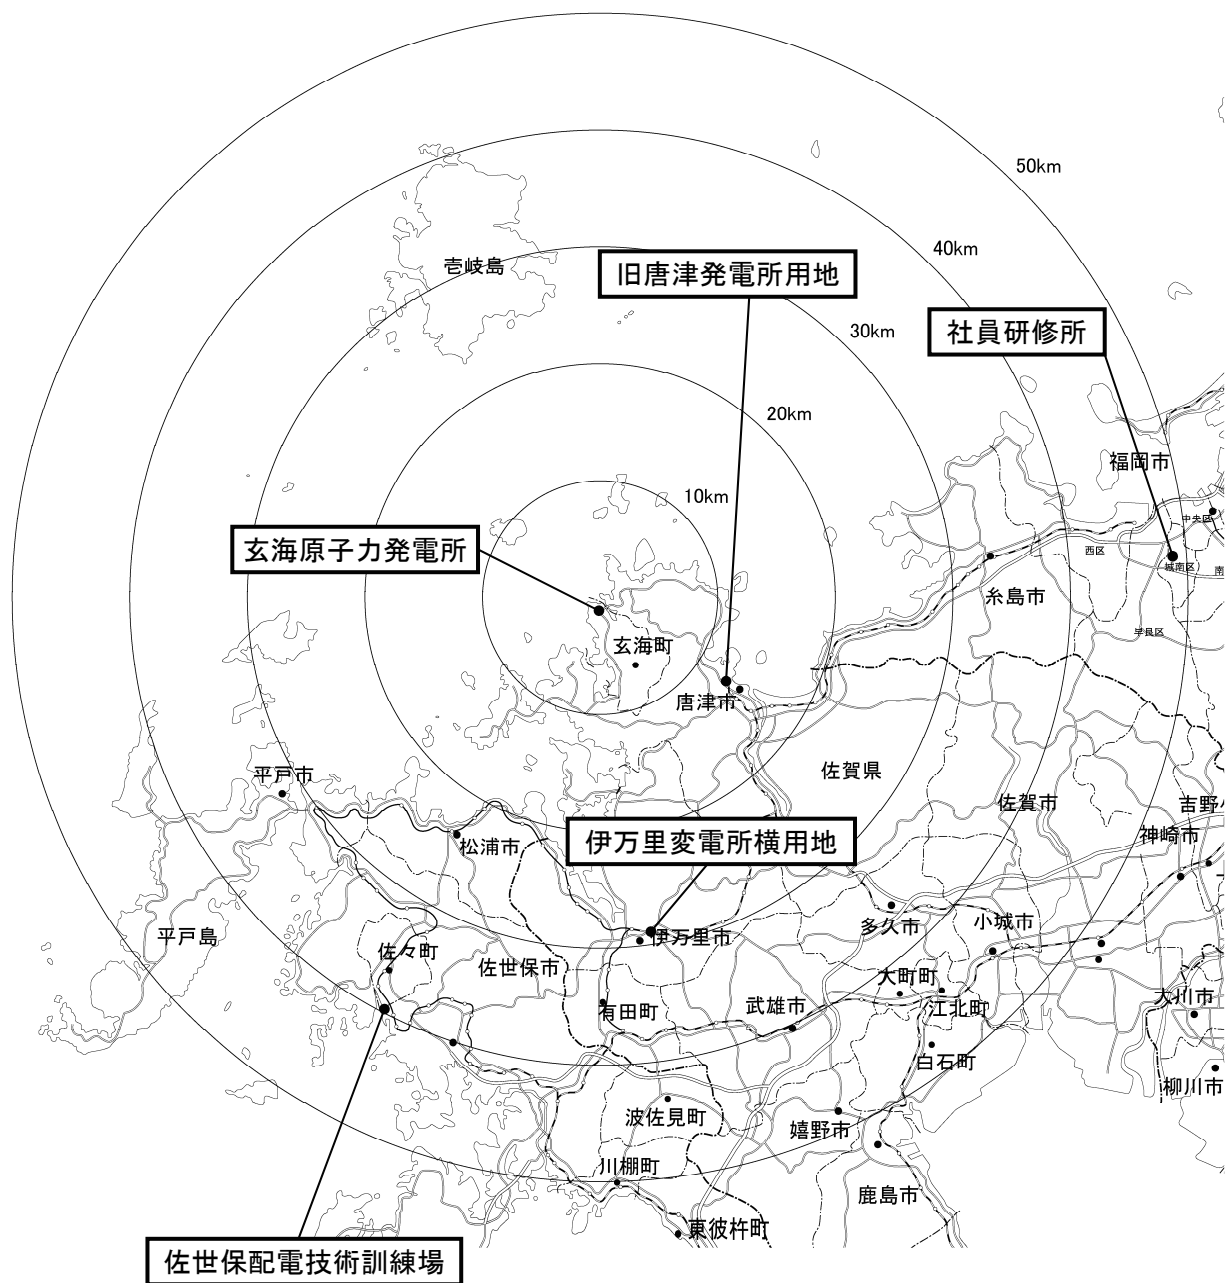 50km
40km
壱岐島
旧唐津発電所用地
30km
社員研修所
20km
福岡市
10km
中央区
玄海原子力発電所
西区
城南区
南
糸島市
早良区
玄海町
唐津市
佐賀県
平戸市
佐賀市
吉野
神崎市
松浦市
伊万里変電所横用地
多久市
小城市
平戸島
伊万里市
佐々町
佐世保市
大町町
有田町
武雄市
江北町
大川市
白石町
柳川市
波佐見町
嬉野市
川棚町
鹿島市
東彼杵町
佐世保配電技術訓練場